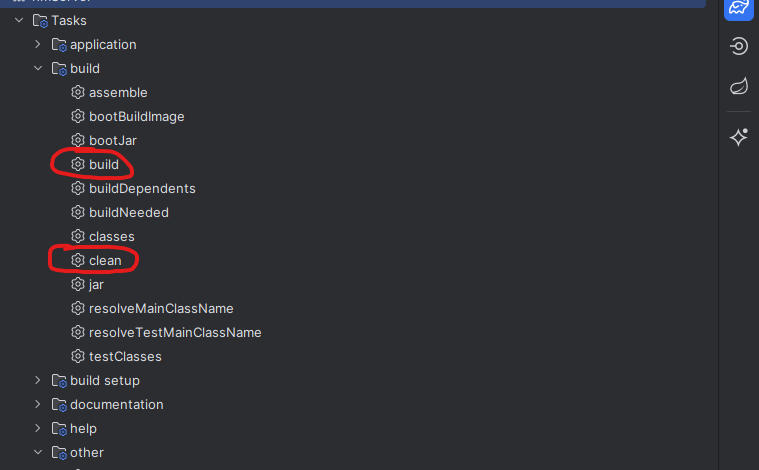 Tasks
application
build
assemble
bootBuildImage
bootJar
build
buildDependents
buildNeeded
classes
clean
jar
resolveMainClassName
resolveTestMainClassName
testClasses
build setup
documentation
help
other